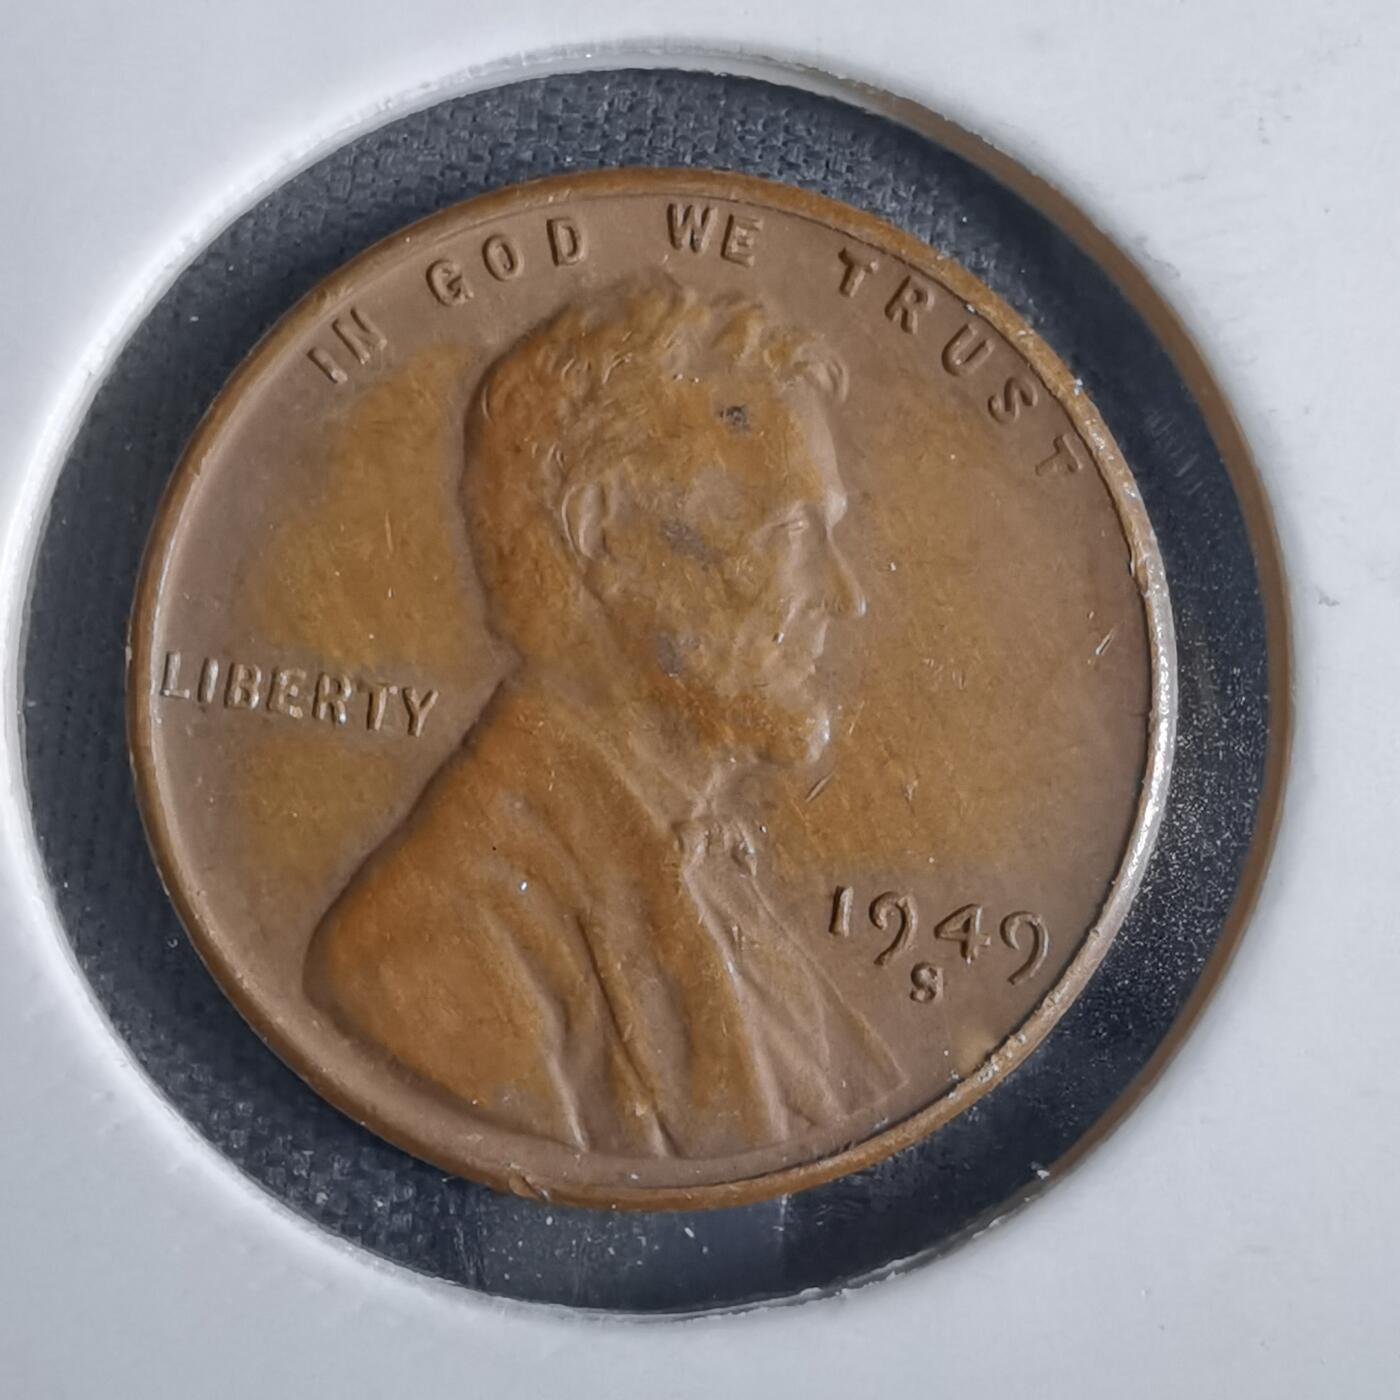 IN GOD WE TRUST
LIBERTY
1949
S